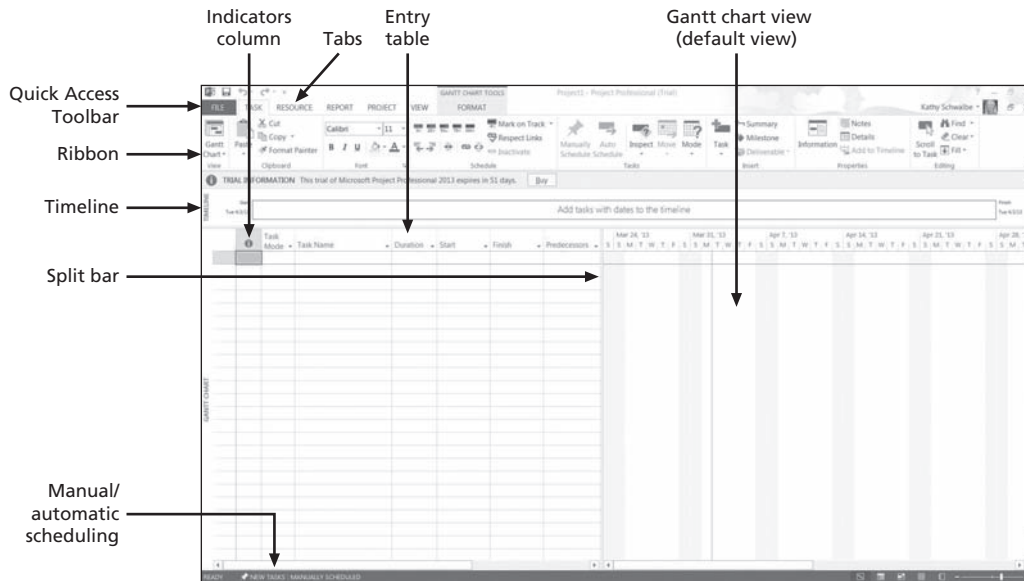 Indicators column
Tabs
Entry table
Gantt chart view (default view)
Quick Access Toolbar
Ribbon
Timeline
Split bar
Manual/ automatic scheduling
GANTT CHART TOOLS
Project1 - Project Professional (Trial)
FILE TASK RESOURCE REPORT PROJECT VIEW FORMAT
Kathy Schwalbe
Gantt Chart
Paste
Cut
Copy
Format Painter
Calibri 11
B I U
Mark on Track
Respect Links
Inactivate
Manually Schedule
Auto Schedule
Inspect
Move
Mode
Task
Summary
Milestone
Deliverable
Information
Notes
Details
Add to Timeline
Scroll to Task
Find
Clear
Fill
View Clipboard Font Schedule Tasks Insert Properties Editing
TRIAL INFORMATION This trial of Microsoft Project Professional 2013 expires in 51 days. Buy
TIMELINE
Add tasks with dates to the timeline
Task Mode Task Name Duration Start Finish Predecessors
Mar 24, '13 Mar 31, '13 Apr 7, '13 Apr 14, '13 Apr 21, '13 Apr 28, '
S S M T W T F S S M T W T F S S M T W T F S S M T W T F S S M T W T F S S M T
GANTT CHART
READY NEW TASKS : MANUALLY SCHEDULED